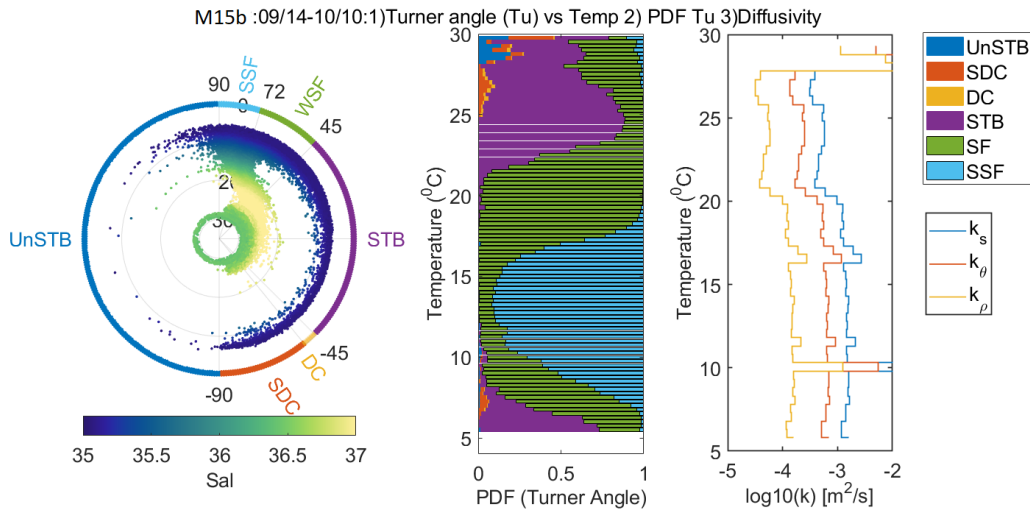 M15b :09/14-10/10:1)Turner angle (Tu) vs Temp 2) PDF Tu 3)Diffusivity
90
SSF
72
WSF
45
0
20
30
UnSTB
STB
-45
DC
SDC
-90
35
35.5
36
36.5
37
Sal
30
25
20
15
10
5
Temperature (⁰C)
0
0.5
1
PDF (Turner Angle)
30
25
20
15
10
5
Temperature (⁰C)
-5
-4
-3
-2
log10(k) [m²/s]
UnSTB
SDC
DC
STB
SF
SSF
kₛ
k_θ
k_ρ